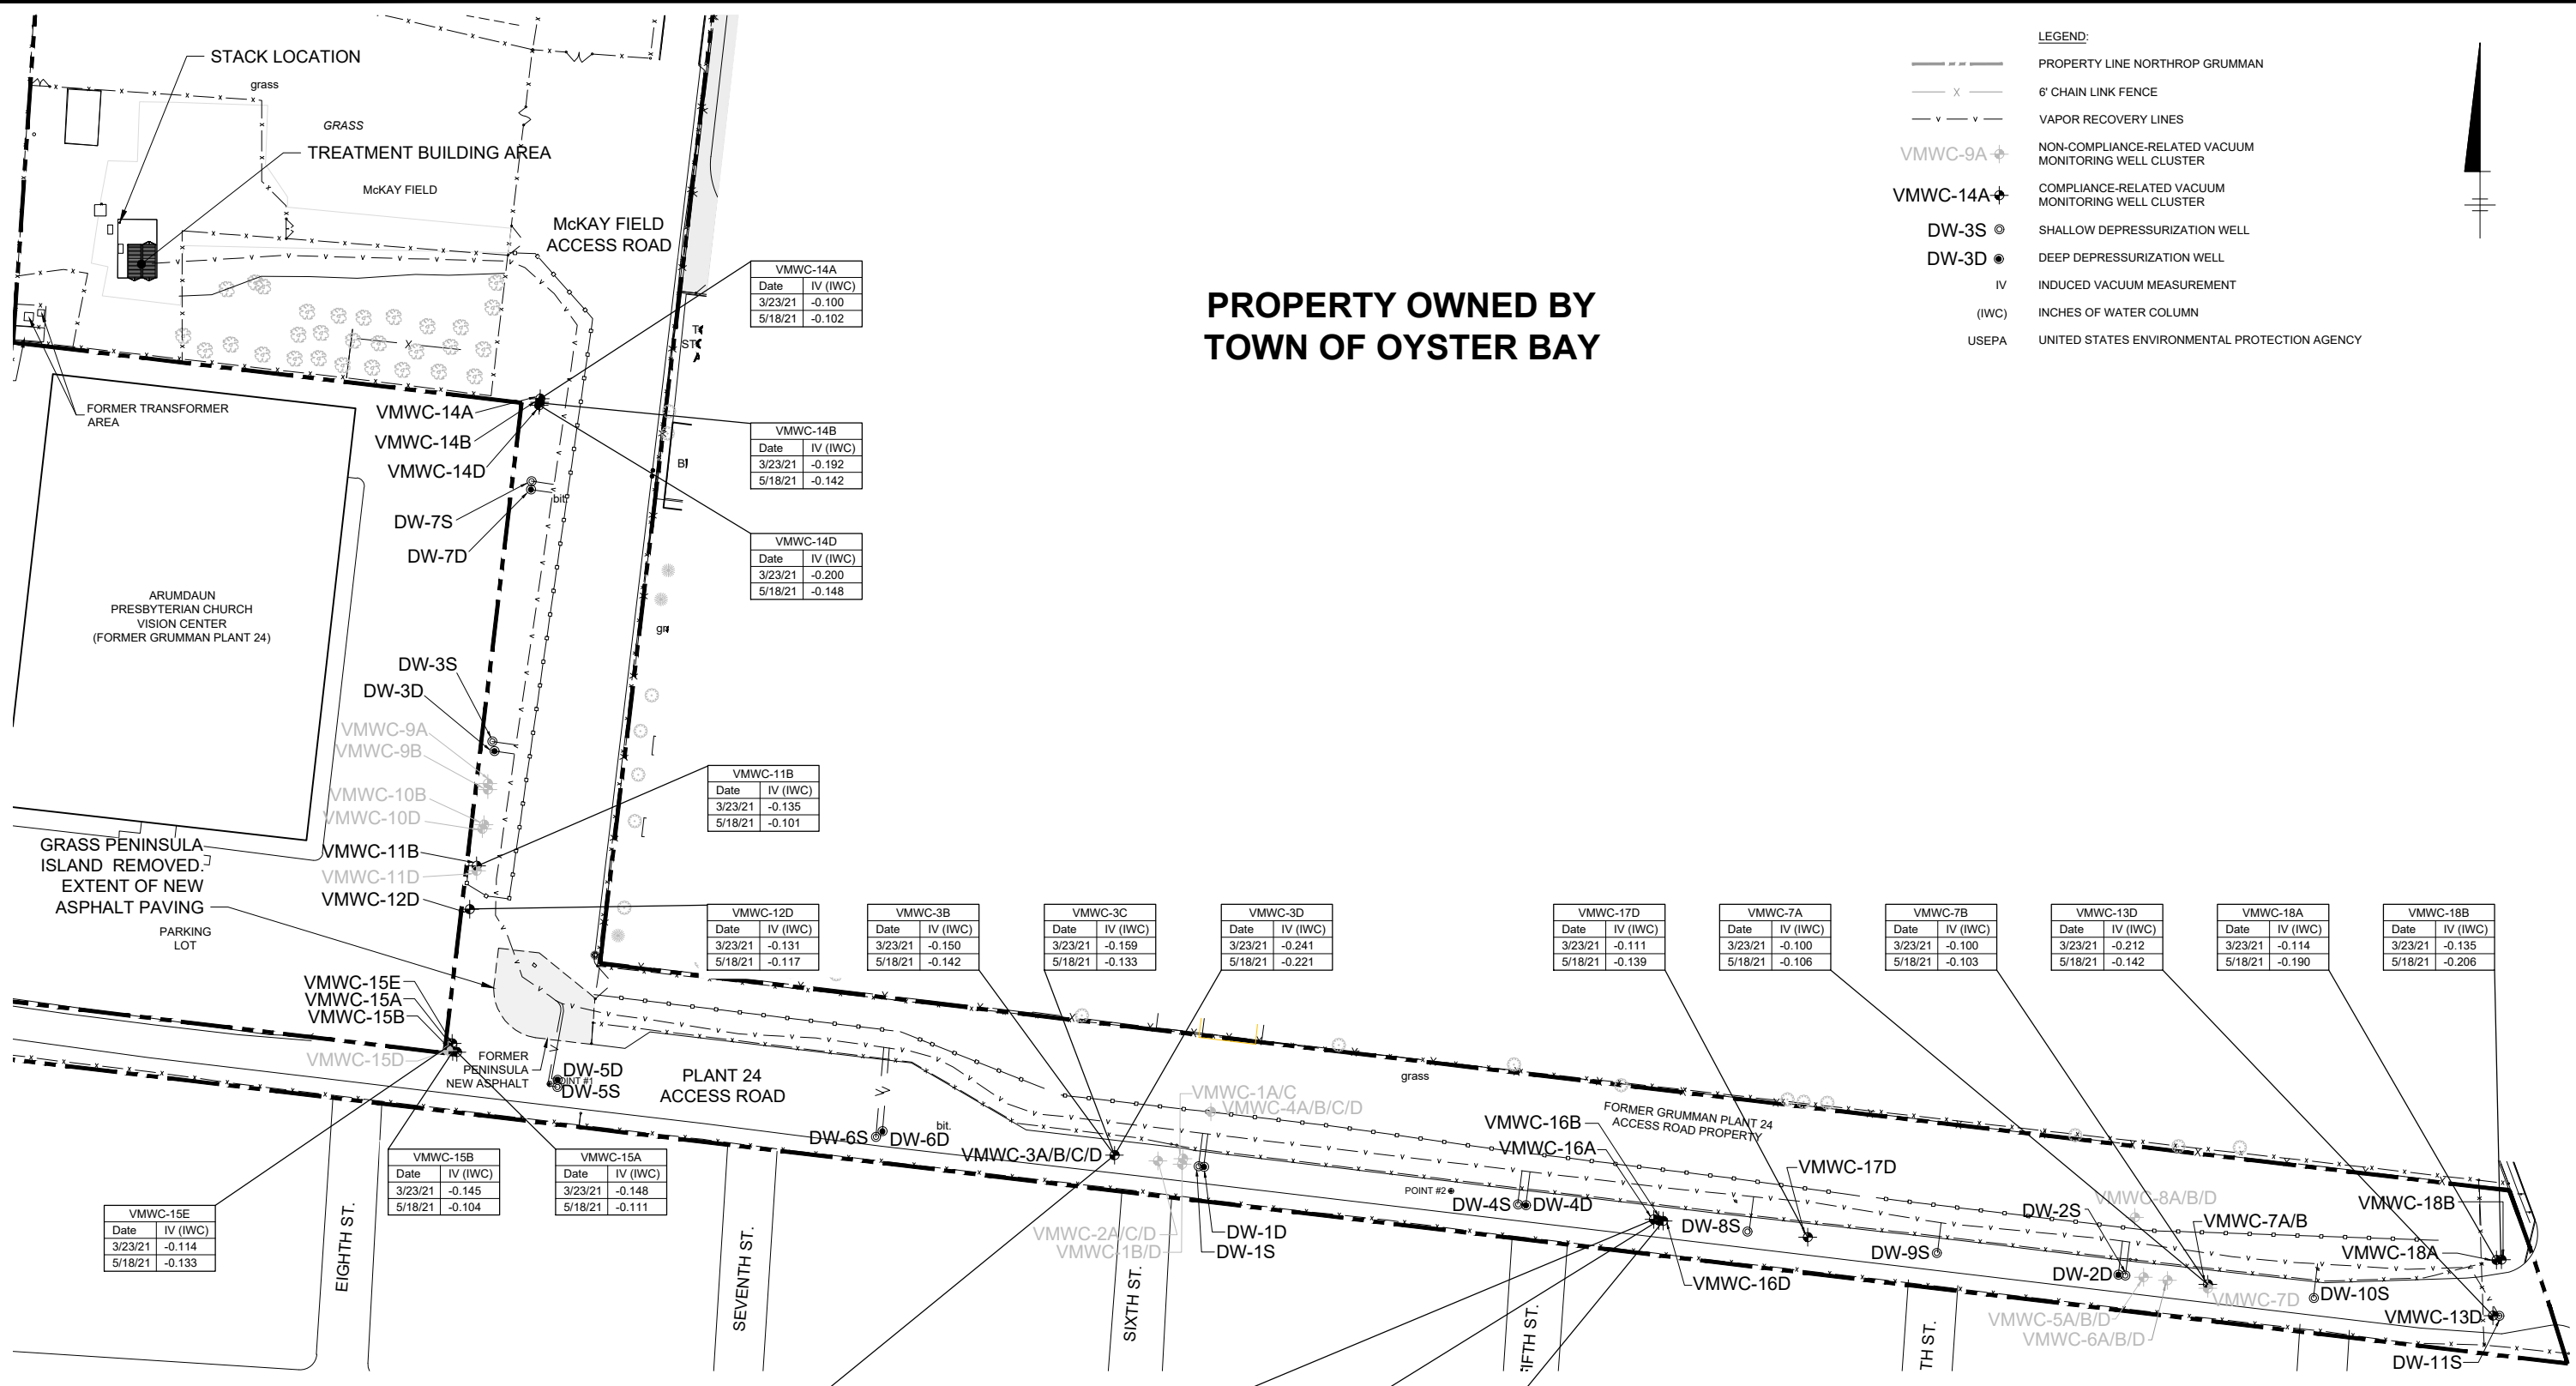 STACK LOCATION
grass
GRASS
TREATMENT BUILDING AREA
McKAY FIELD
McKAY FIELD
ACCESS ROAD
LEGEND:
PROPERTY LINE NORTHROP GRUMMAN
X 6' CHAIN LINK FENCE
v v VAPOR RECOVERY LINES
VMWC-9A NON-COMPLIANCE-RELATED VACUUM
MONITORING WELL CLUSTER
VMWC-14A COMPLIANCE-RELATED VACUUM
MONITORING WELL CLUSTER
DW-3S SHALLOW DEPRESSURIZATION WELL
DW-3D DEEP DEPRESSURIZATION WELL
IV INDUCED VACUUM MEASUREMENT
(IWC) INCHES OF WATER COLUMN
USEPA UNITED STATES ENVIRONMENTAL PROTECTION AGENCY
PROPERTY OWNED BY
TOWN OF OYSTER BAY
VMWC-14A
Date IV (IWC)
3/23/21 -0.100
5/18/21 -0.102
VMWC-14B
Date IV (IWC)
3/23/21 -0.192
5/18/21 -0.142
VMWC-14D
Date IV (IWC)
3/23/21 -0.200
5/18/21 -0.148
FORMER TRANSFORMER
AREA
VMWC-14A
VMWC-14B
VMWC-14D
bit.
DW-7S
DW-7D
ARUMDAUN
PRESBYTERIAN CHURCH
VISION CENTER
(FORMER GRUMMAN PLANT 24)
DW-3S
DW-3D
VMWC-9A
VMWC-9B
VMWC-10B
VMWC-10D
VMWC-11B
VMWC-11D
VMWC-12D
GRASS PENINSULA
ISLAND REMOVED.
EXTENT OF NEW
ASPHALT PAVING
PARKING
LOT
VMWC-11B
Date IV (IWC)
3/23/21 -0.135
5/18/21 -0.101
VMWC-12D
Date IV (IWC)
3/23/21 -0.131
5/18/21 -0.117
VMWC-3B
Date IV (IWC)
3/23/21 -0.150
5/18/21 -0.142
VMWC-3C
Date IV (IWC)
3/23/21 -0.159
5/18/21 -0.133
VMWC-3D
Date IV (IWC)
3/23/21 -0.241
5/18/21 -0.221
VMWC-17D
Date IV (IWC)
3/23/21 -0.111
5/18/21 -0.139
VMWC-7A
Date IV (IWC)
3/23/21 -0.100
5/18/21 -0.106
VMWC-7B
Date IV (IWC)
3/23/21 -0.100
5/18/21 -0.103
VMWC-13D
Date IV (IWC)
3/23/21 -0.212
5/18/21 -0.142
VMWC-18A
Date IV (IWC)
3/23/21 -0.114
5/18/21 -0.190
VMWC-18B
Date IV (IWC)
3/23/21 -0.135
5/18/21 -0.206
VMWC-15E
VMWC-15A
VMWC-15B
VMWC-15D
FORMER
PENINSULA
NEW ASPHALT
DW-5D
DW-5S
PLANT 24
ACCESS ROAD
DW-6S
DW-6D
bit.
VMWC-3A/B/C/D
VMWC-1A/C
VMWC-4A/B/C/D
VMWC-2A/C/D
VMWC-1B/D
DW-1D
DW-1S
grass
FORMER GRUMMAN PLANT 24
ACCESS ROAD PROPERTY
POINT #2
DW-4S
DW-4D
VMWC-16B
VMWC-16A
VMWC-16D
DW-8S
VMWC-17D
DW-9S
DW-2S
DW-2D
VMWC-8A/B/D
VMWC-7A/B
VMWC-7D
VMWC-5A/B/D
VMWC-6A/B/D
DW-10S
VMWC-18B
VMWC-18A
VMWC-13D
DW-11S
VMWC-15B
Date IV (IWC)
3/23/21 -0.145
5/18/21 -0.104
VMWC-15A
Date IV (IWC)
3/23/21 -0.148
5/18/21 -0.111
VMWC-15E
Date IV (IWC)
3/23/21 -0.114
5/18/21 -0.133
EIGHTH ST.
SEVENTH ST.
SIXTH ST.
IFTH ST.
TH ST.